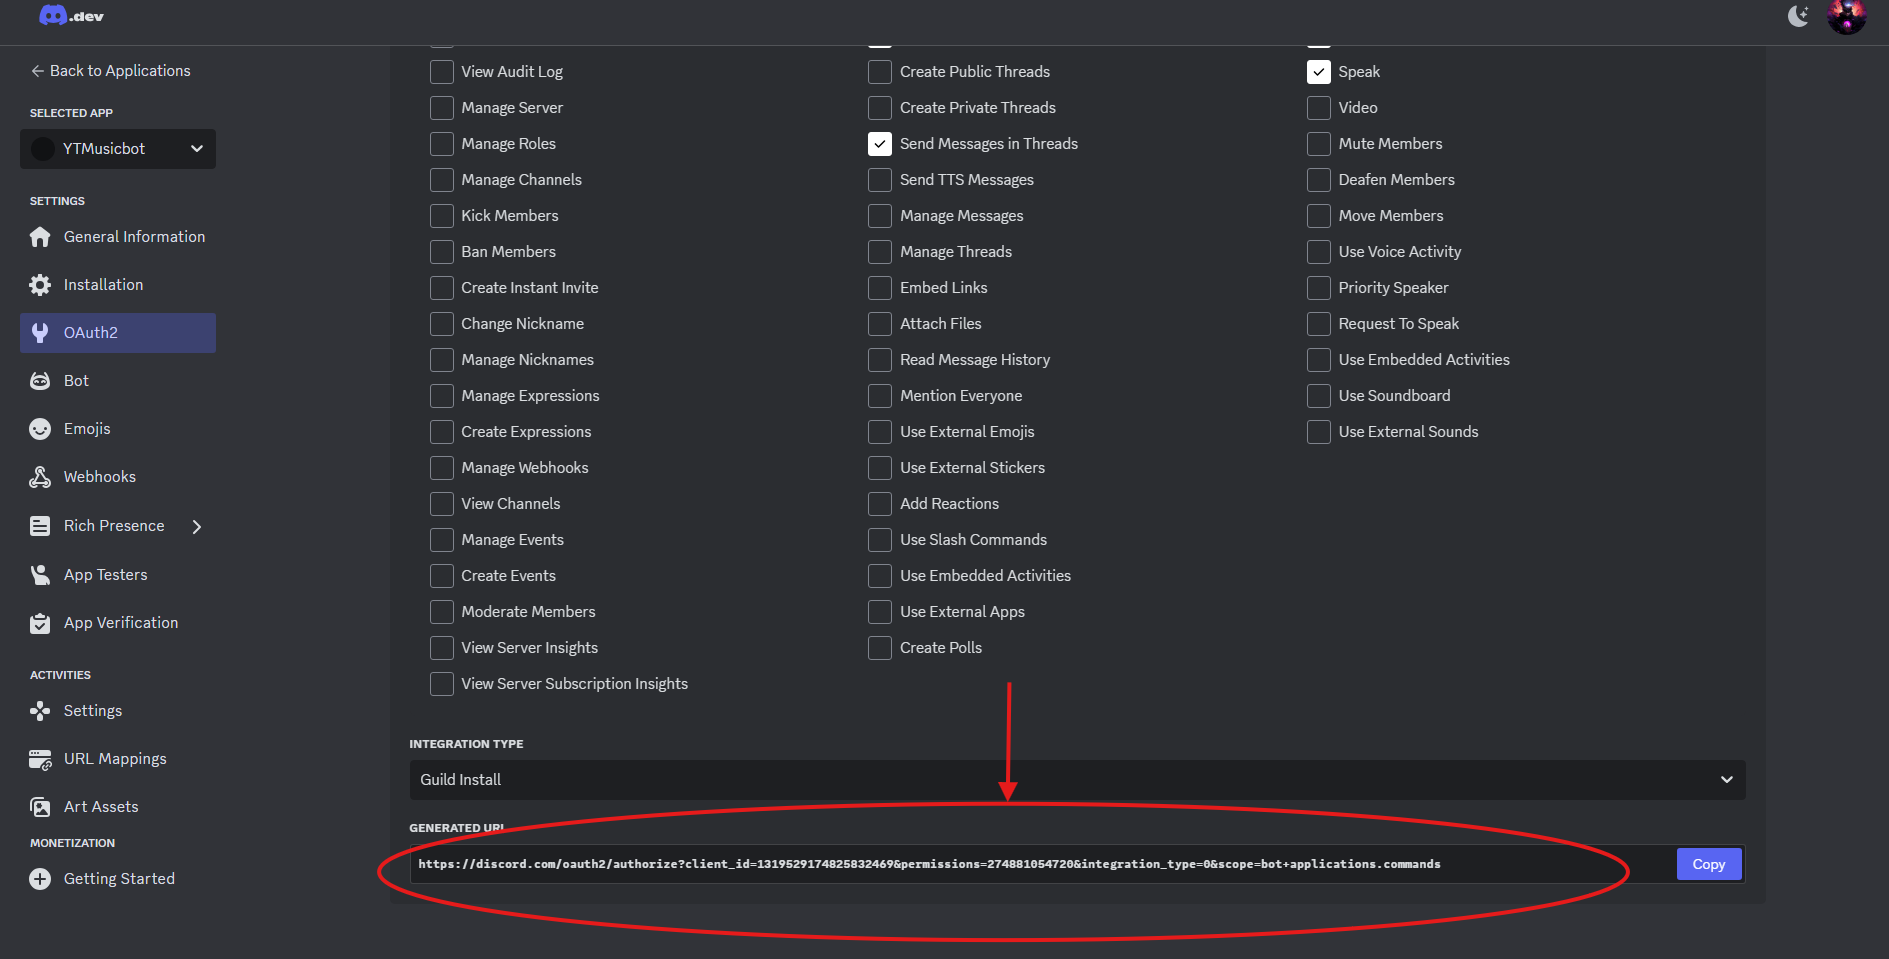 .dev
Back to Applications
SELECTED APP
YTMusicbot
SETTINGS
General Information
Installation
OAuth2
Bot
Emojis
Webhooks
Rich Presence
App Testers
App Verification
ACTIVITIES
Settings
URL Mappings
Art Assets
MONETIZATION
Getting Started
View Audit Log
Manage Server
Manage Roles
Manage Channels
Kick Members
Ban Members
Create Instant Invite
Change Nickname
Manage Nicknames
Manage Expressions
Create Expressions
Manage Webhooks
View Channels
Manage Events
Create Events
Moderate Members
View Server Insights
View Server Subscription Insights
Create Public Threads
Create Private Threads
Send Messages in Threads
Send TTS Messages
Manage Messages
Manage Threads
Embed Links
Attach Files
Read Message History
Mention Everyone
Use External Emojis
Use External Stickers
Add Reactions
Use Slash Commands
Use Embedded Activities
Use External Apps
Create Polls
Speak
Video
Mute Members
Deafen Members
Move Members
Use Voice Activity
Priority Speaker
Request To Speak
Use Embedded Activities
Use Soundboard
Use External Sounds
INTEGRATION TYPE
Guild Install
GENERATED URL
https://discord.com/oauth2/authorize?client_id=1319529174825832469&permissions=274881054720&integration_type=0&scope=bot+applications.commands
Copy